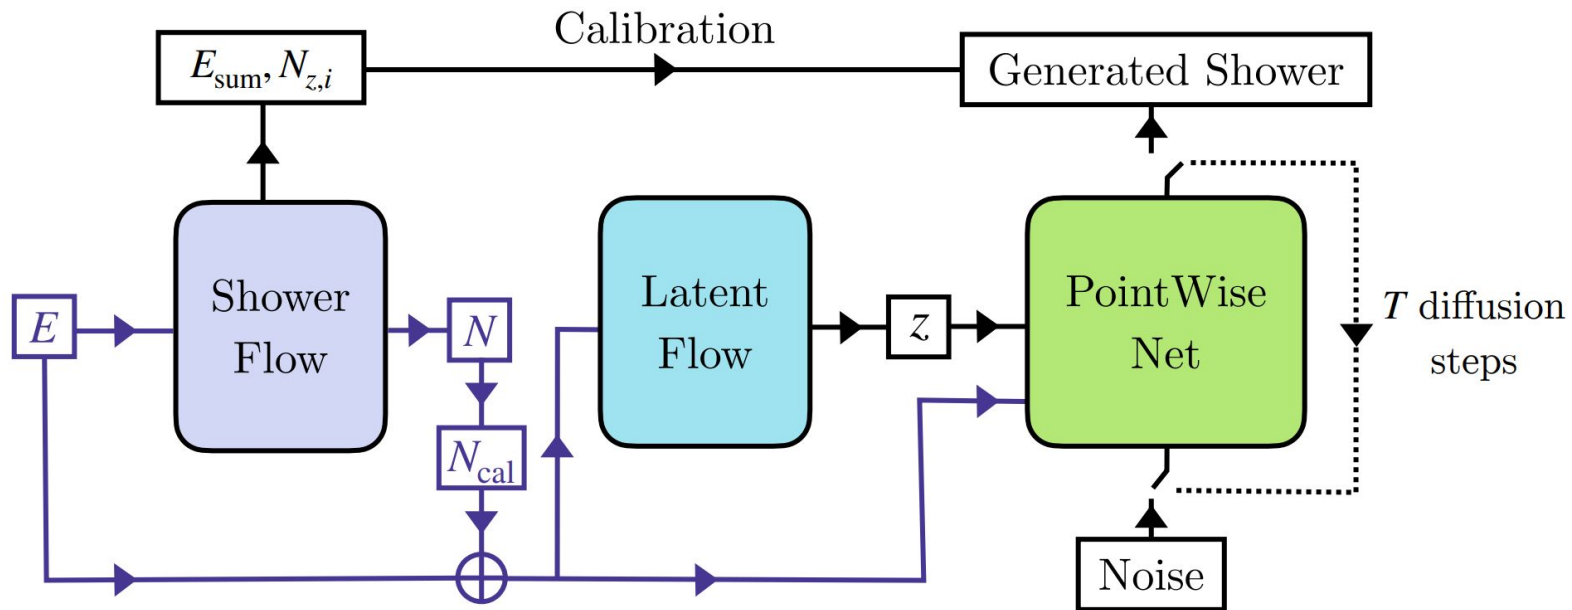 Calibration
E_sum, N_z,i
Generated Shower
Shower
Flow
Latent
Flow
PointWise
Net
E
N
z
T diffusion
steps
N_cal
Noise